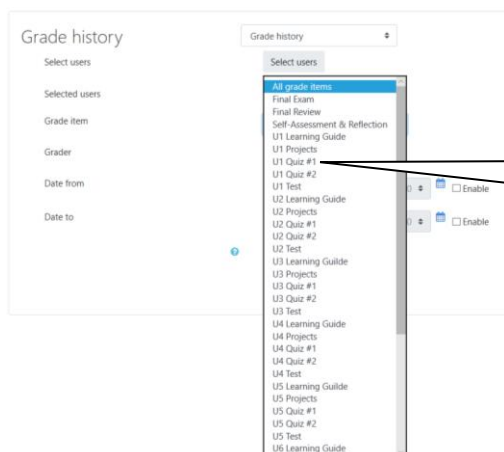 Grade history
Grade history
Select users
Select users
Selected users
Grade item
Grader
Date from
0
Enable
Date to
0
Enable
All grade items
Final Exam
Final Review
Self-Assessment & Reflection
U1 Learning Guide
U1 Projects
U1 Quiz #1
U1 Quiz #2
U1 Test
U2 Learning Guide
U2 Projects
U2 Quiz #1
U2 Quiz #2
U2 Test
U3 Learning Guilde
U3 Projects
U3 Quiz #1
U3 Quiz #2
U3 Test
U4 Learning Guide
U4 Projects
U4 Quiz #1
U4 Quiz #2
U4 Test
U5 Learning Guilde
U5 Projects
U5 Quiz #1
U5 Quiz #2
U5 Test
U6 Learning Guide